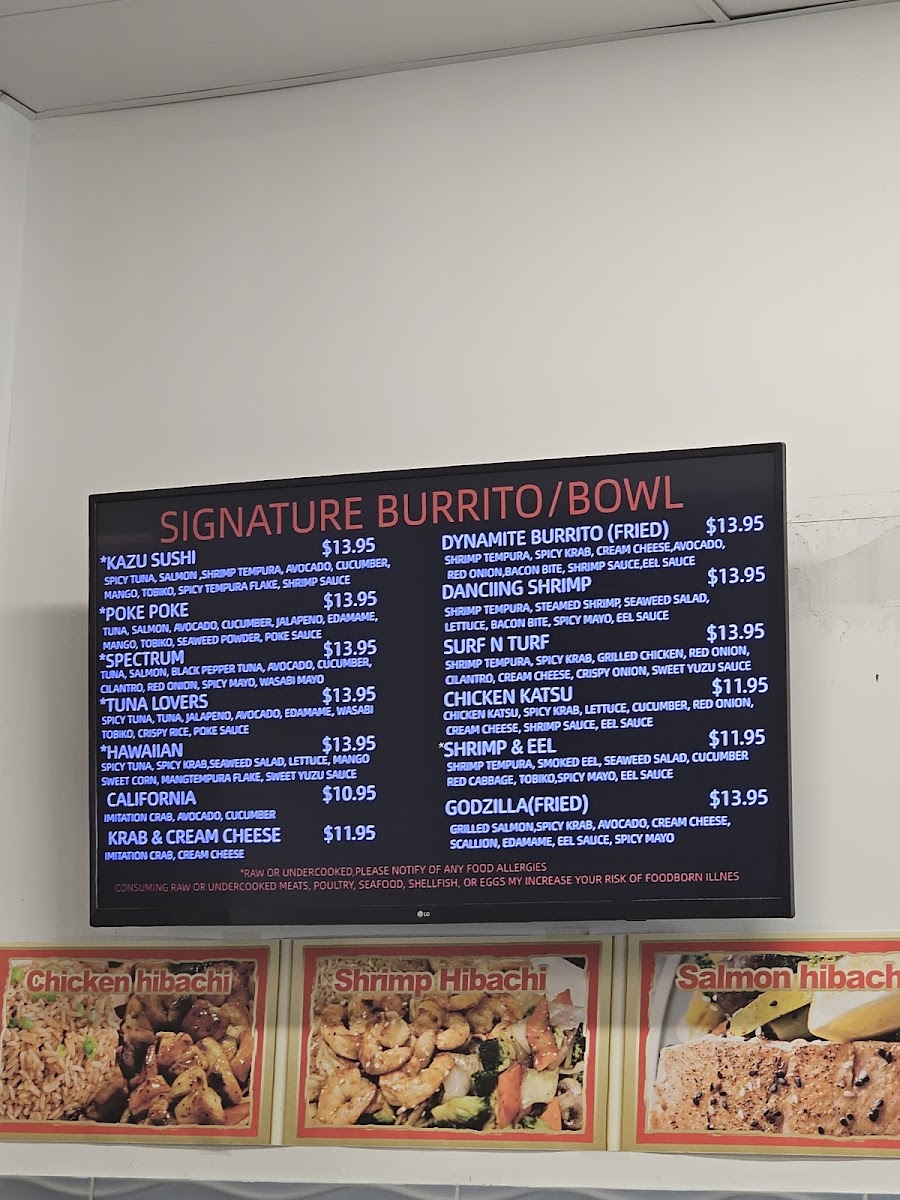 SIGNATURE BURRITO/BOWL
*KAZU SUSHI $13.95
SPICY TUNA, SALMON ,SHRIMP TEMPURA, AVOCADO, CUCUMBER,
MANGO, TOBIKO, SPICY TEMPURA FLAKE, SHRIMP SAUCE
*POKE POKE $13.95
TUNA, SALMON, AVOCADO, CUCUMBER, JALAPENO, EDAMAME,
MANGO, TOBIKO, SEAWEED POWDER, POKE SAUCE
*SPECTRUM $13.95
TUNA, SALMON, BLACK PEPPER TUNA, AVOCADO, CUCUMBER,
CILANTRO, RED ONION, SPICY MAYO, WASABI MAYO
*TUNA LOVERS $13.95
SPICY TUNA, TUNA, JALAPENO, AVOCADO, EDAMAME, WASABI
TOBIKO, CRISPY RICE, POKE SAUCE
*HAWAIIAN $13.95
SPICY TUNA, SPICY KRAB,SEAWEED SALAD, LETTUCE, MANGO
SWEET CORN, MANGTEMPURA FLAKE, SWEET YUZU SAUCE
CALIFORNIA $10.95
IMITATION CRAB, AVOCADO, CUCUMBER
KRAB & CREAM CHEESE $11.95
IMITATION CRAB, CREAM CHEESE
DYNAMITE BURRITO (FRIED) $13.95
SHRIMP TEMPURA, SPICY KRAB, CREAM CHEESE,AVOCADO,
RED ONION,BACON BITE, SHRIMP SAUCE,EEL SAUCE
DANCIING SHRIMP $13.95
SHRIMP TEMPURA, STEAMED SHRIMP, SEAWEED SALAD,
LETTUCE, BACON BITE, SPICY MAYO, EEL SAUCE
SURF N TURF $13.95
SHRIMP TEMPURA, SPICY KRAB, GRILLED CHICKEN, RED ONION,
CILANTRO, CREAM CHEESE, CRISPY ONION, SWEET YUZU SAUCE
CHICKEN KATSU $11.95
CHICKEN KATSU, SPICY KRAB, LETTUCE, CUCUMBER, RED ONION,
CREAM CHEESE, SHRIMP SAUCE, EEL SAUCE
*SHRIMP & EEL $11.95
SHRIMP TEMPURA, SMOKED EEL, SEAWEED SALAD, CUCUMBER
RED CABBAGE, TOBIKO,SPICY MAYO, EEL SAUCE
GODZILLA(FRIED) $13.95
GRILLED SALMON,SPICY KRAB, AVOCADO, CREAM CHEESE,
SCALLION, EDAMAME, EEL SAUCE, SPICY MAYO
*RAW OR UNDERCOOKED,PLEASE NOTIFY OF ANY FOOD ALLERGIES
CONSUMING RAW OR UNDERCOOKED MEATS, POULTRY, SEAFOOD, SHELLFISH, OR EGGS MY INCREASE YOUR RISK OF FOODBORN ILLNES
LG
Chicken hibachi
Shrimp Hibachi
Salmon hibach